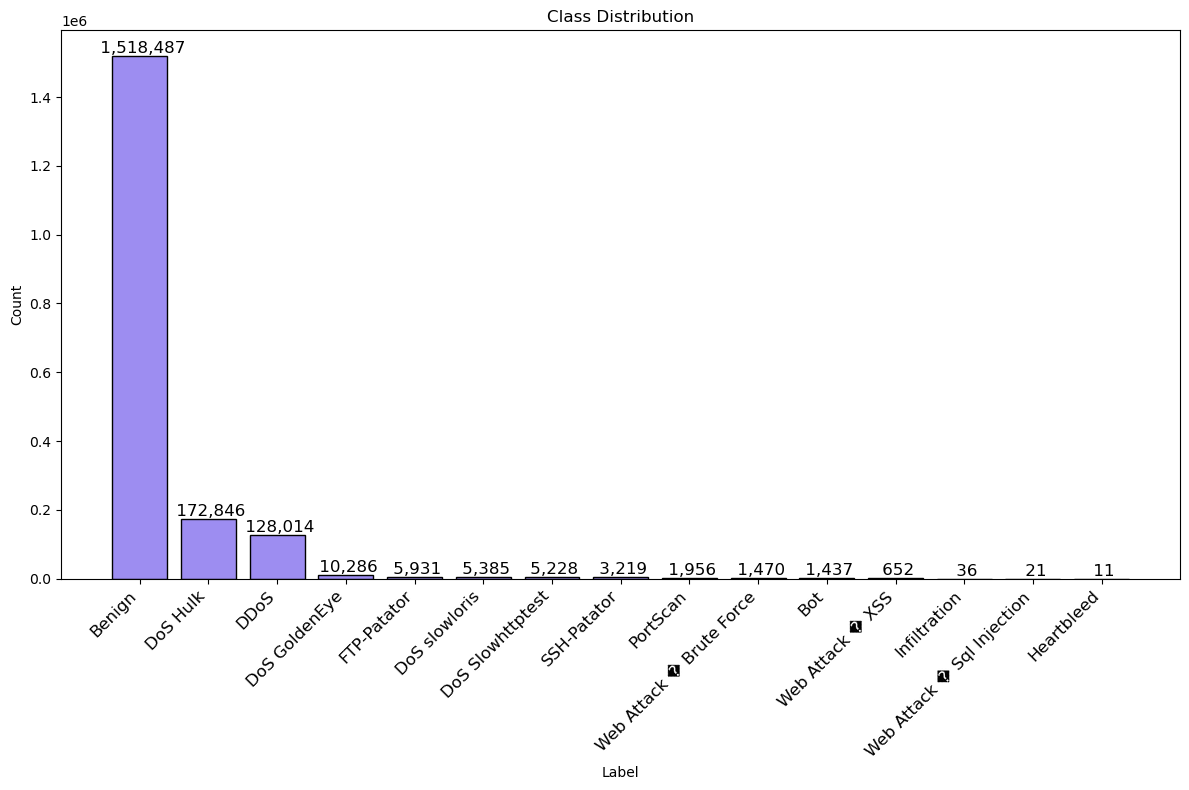 Class Distribution
1e6
1.4
1.2
1.0
0.8
0.6
0.4
0.2
0.0
Count
1,518,487
172,846
128,014
10,286
5,931
5,385
5,228
3,219
1,956
1,470
1,437
652
36
21
11
Benign
DoS Hulk
DDoS
DoS GoldenEye
FTP-Patator
DoS slowloris
DoS Slowhttptest
SSH-Patator
PortScan
Web Attack � Brute Force
Bot
Web Attack � XSS
Infiltration
Web Attack � Sql Injection
Heartbleed
Label